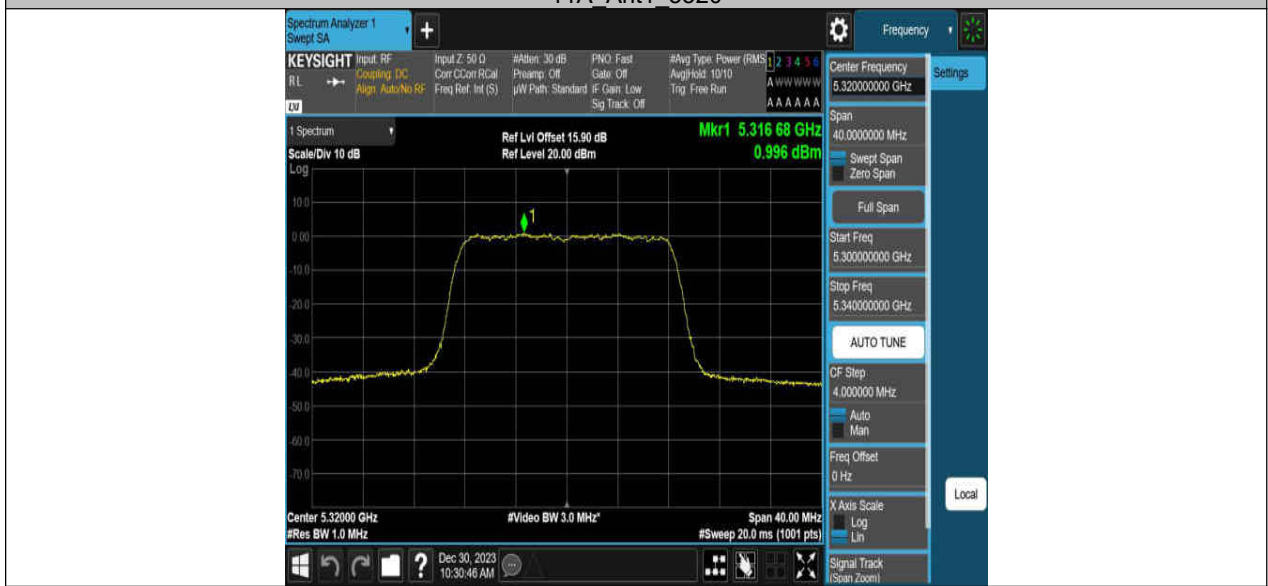 Spectrum Analyzer 1
Swept SA
+
Frequency
KEYSIGHT
RL
LXI
Input: RF
Coupling: DC
Align: Auto/No RF
Input Z: 50 Ω
Corr CCorr RCal
Freq Ref: Int (S)
#Atten: 30 dB
Preamp: Off
µW Path: Standard
PNO: Fast
Gate: Off
IF Gain: Low
Sig Track: Off
#Avg Type: Power (RMS
Avg|Hold: 10/10
Trig: Free Run
1 2 3 4 5 6
A W W W W W
A A A A A A
1 Spectrum
Scale/Div 10 dB
Log
Ref Lvl Offset 15.90 dB
Ref Level 20.00 dBm
Mkr1 5.316 68 GHz
0.996 dBm
10.0
0.00
-10.0
-20.0
-30.0
-40.0
-50.0
-60.0
-70.0
1
Center 5.32000 GHz
#Res BW 1.0 MHz
#Video BW 3.0 MHz*
Span 40.00 MHz
#Sweep 20.0 ms (1001 pts)
Center Frequency
5.320000000 GHz
Settings
Span
40.0000000 MHz
Swept Span
Zero Span
Full Span
Start Freq
5.300000000 GHz
Stop Freq
5.340000000 GHz
AUTO TUNE
CF Step
4.000000 MHz
Auto
Man
Freq Offset
0 Hz
X Axis Scale
Log
Lin
Signal Track
(Span Zoom)
Local
?
Dec 30, 2023
10:30:46 AM